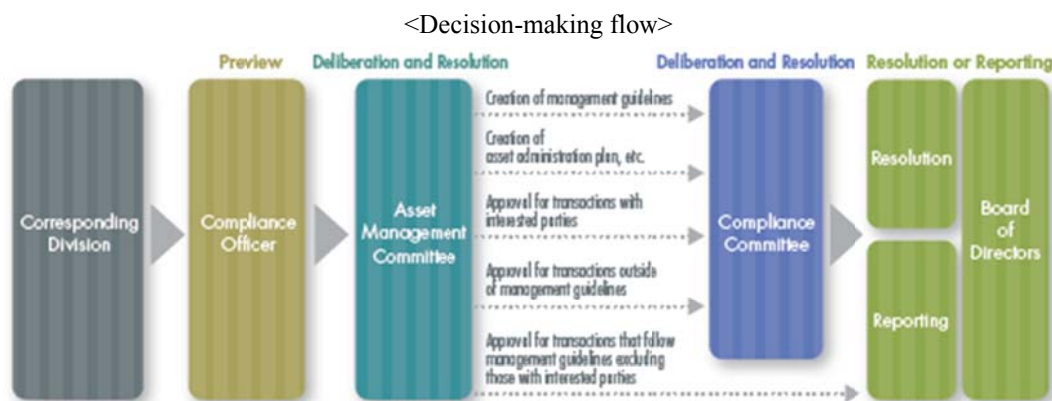 <Decision-making flow>
Preview
Deliberation and Resolution
Deliberation and Resolution
Resolution or Reporting
Corresponding
Division
Compliance
Officer
Asset
Management
Committee
Creation of management guidelines
Creation of
asset administration plan, etc.
Approval for transactions with
interested parties
Approval for transactions outside
of management guidelines
Approval for transactions that follow
management guidelines excluding
those with interested parties
Compliance
Committee
Resolution
Reporting
Board
of
Directors